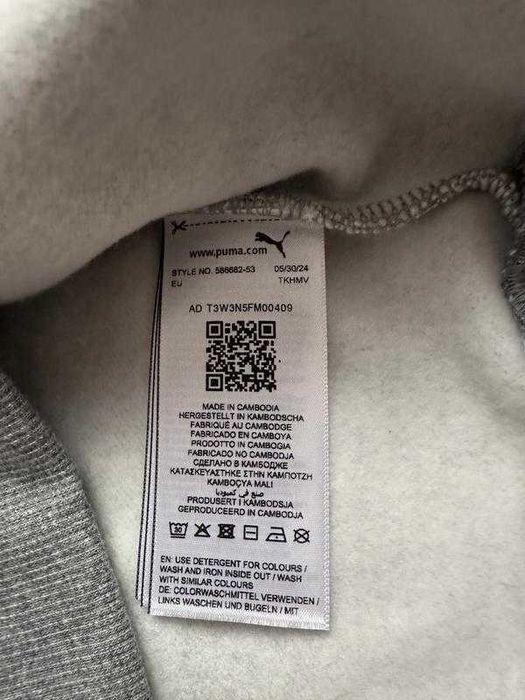 www.puma.com
STYLE NO. 586682-53 05/30/24
EU TKHMV
AD T3W3N5FM00409
MADE IN CAMBODIA
HERGESTELLT IN KAMBODSCHA
FABRIQUÉ AU CAMBODGE
FABRICADO EN CAMBOYA
PRODOTTO IN CAMBOGIA
FABRICADO NO CAMBODJA
СДЕЛАНО В КАМБОДЖЕ
ΚΑΤΑΣΚΕΥΑΣΤΗΚΕ ΣΤΗΝ ΚΑΜΠΟΤΖΗ
KAMBOÇYA MALI
صنع في كمبوديا
PRODUSERT I KAMBODSJA
GEPRODUCEERD IN CAMBODJA
30
EN: USE DETERGENT FOR COLOURS /
WASH AND IRON INSIDE OUT / WASH
WITH SIMILAR COLOURS
DE: COLORWASCHMITTEL VERWENDEN /
LINKS WASCHEN UND BÜGELN / MIT